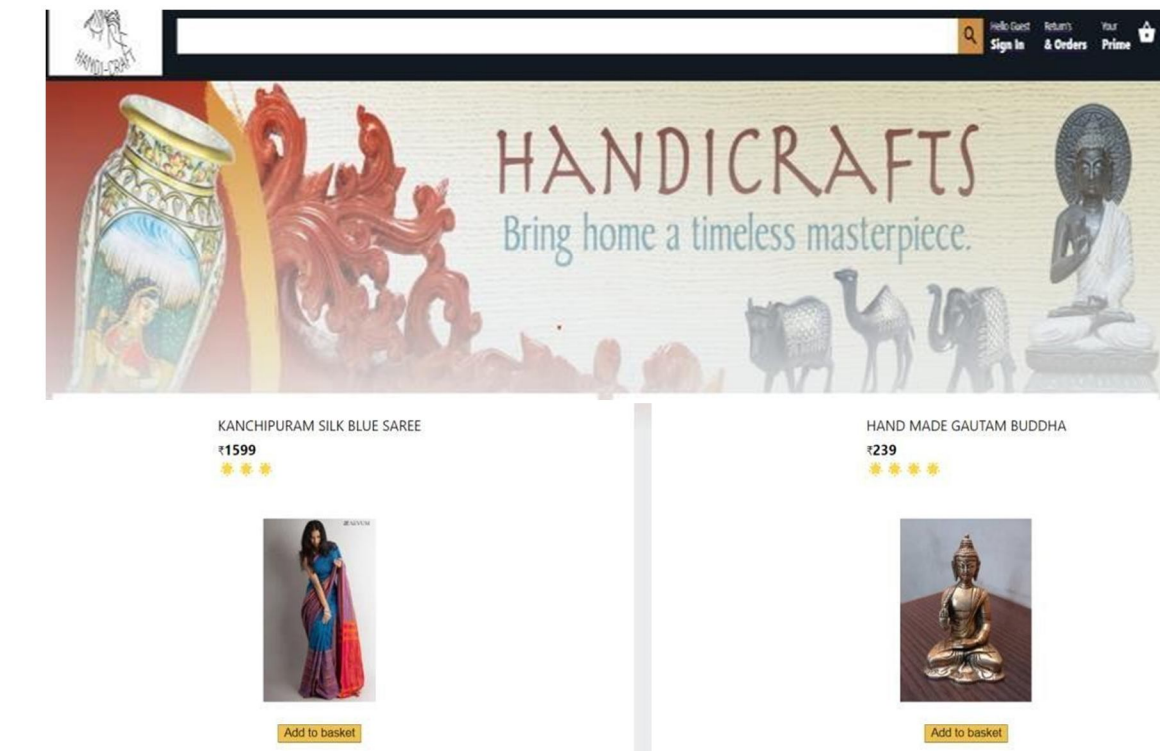 HANDI-CRAFT
Hello Guest
Sign In
Return's
& Orders
Your
Prime
HANDICRAFTS
Bring home a timeless masterpiece.
KANCHIPURAM SILK BLUE SAREE
₹1599
HAND MADE GAUTAM BUDDHA
₹239
Add to basket
Add to basket